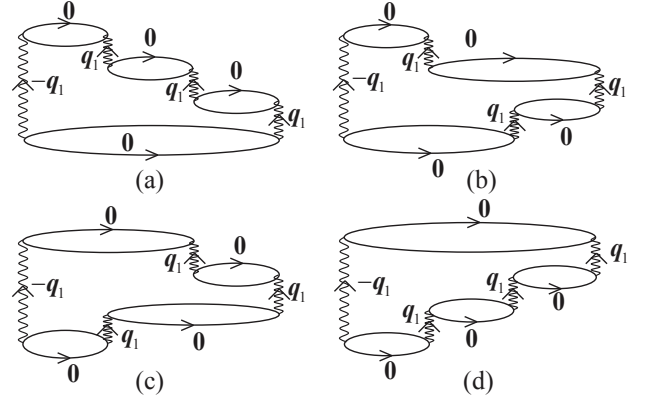 0 0
q₁ 0 q₁ 0
−q₁ 0 −q₁
q₁ q₁
q₁ q₁
0 q₁ 0
0
(a) (b)
0 0
q₁ 0 q₁
−q₁ −q₁ q₁
q₁ q₁ 0
q₁ 0 0
0 0
(c) (d)